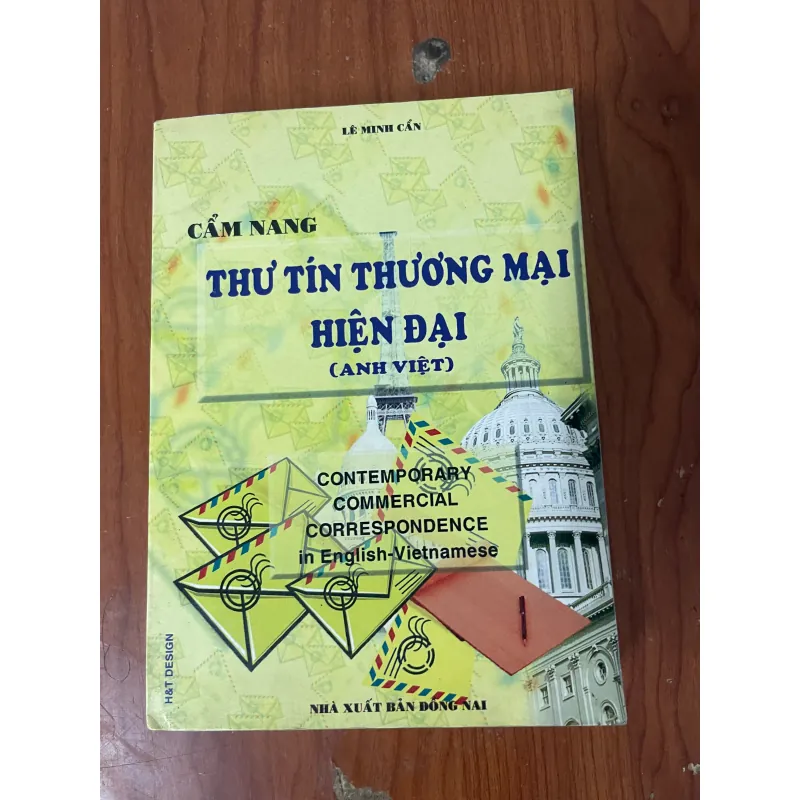 LÊ MINH CẨN
CẨM NANG
THƯ TÍN THƯƠNG MẠI
HIỆN ĐẠI
(ANH VIỆT)
CONTEMPORARY
COMMERCIAL
CORRESPONDENCE
in English-Vietnamese
H&T DESIGN
NHÀ XUẤT BẢN ĐỒNG NAI